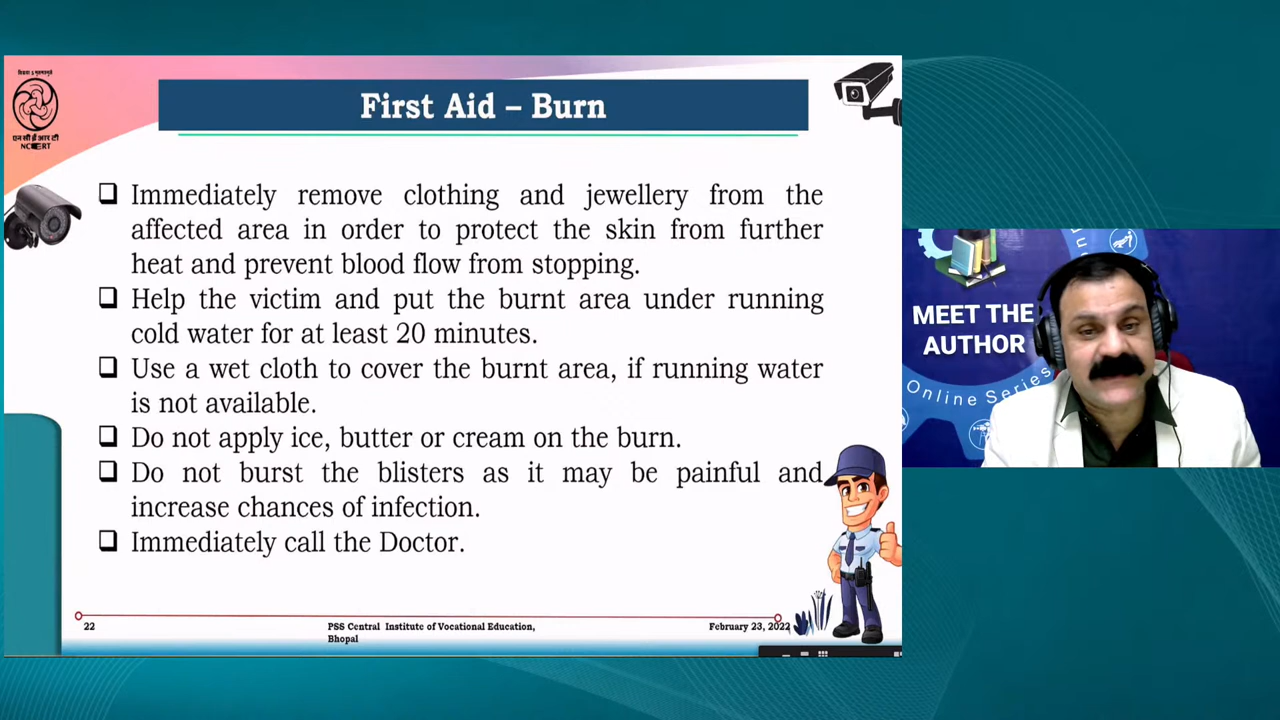 विद्यया ऽ मृतमश्नुते
एन सी ई आर टी
NCERT
First Aid – Burn
❑ Immediately remove clothing and jewellery from the
affected area in order to protect the skin from further
heat and prevent blood flow from stopping.
❑ Help the victim and put the burnt area under running
cold water for at least 20 minutes.
❑ Use a wet cloth to cover the burnt area, if running water
is not available.
❑ Do not apply ice, butter or cream on the burn.
❑ Do not burst the blisters as it may be painful and
increase chances of infection.
❑ Immediately call the Doctor.
22
PSS Central Institute of Vocational Education,
Bhopal
February 23, 2022
MEET THE
AUTHOR
Online Series